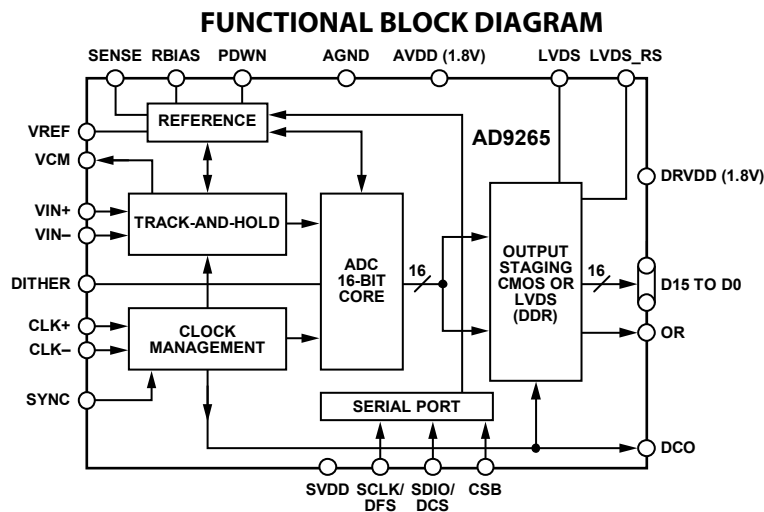 FUNCTIONAL BLOCK DIAGRAM
SENSE RBIAS PDWN AGND AVDD (1.8V) LVDS LVDS_RS
REFERENCE
AD9265
VREF
VCM
DRVDD (1.8V)
VIN+
TRACK-AND-HOLD
VIN–
ADC
16-BIT
CORE
OUTPUT
STAGING
CMOS OR
LVDS
(DDR)
16
16
DITHER
D15 TO D0
CLK+
CLOCK
MANAGEMENT
OR
CLK–
SYNC
SERIAL PORT
DCO
SVDD SCLK/
DFS
SDIO/
DCS
CSB